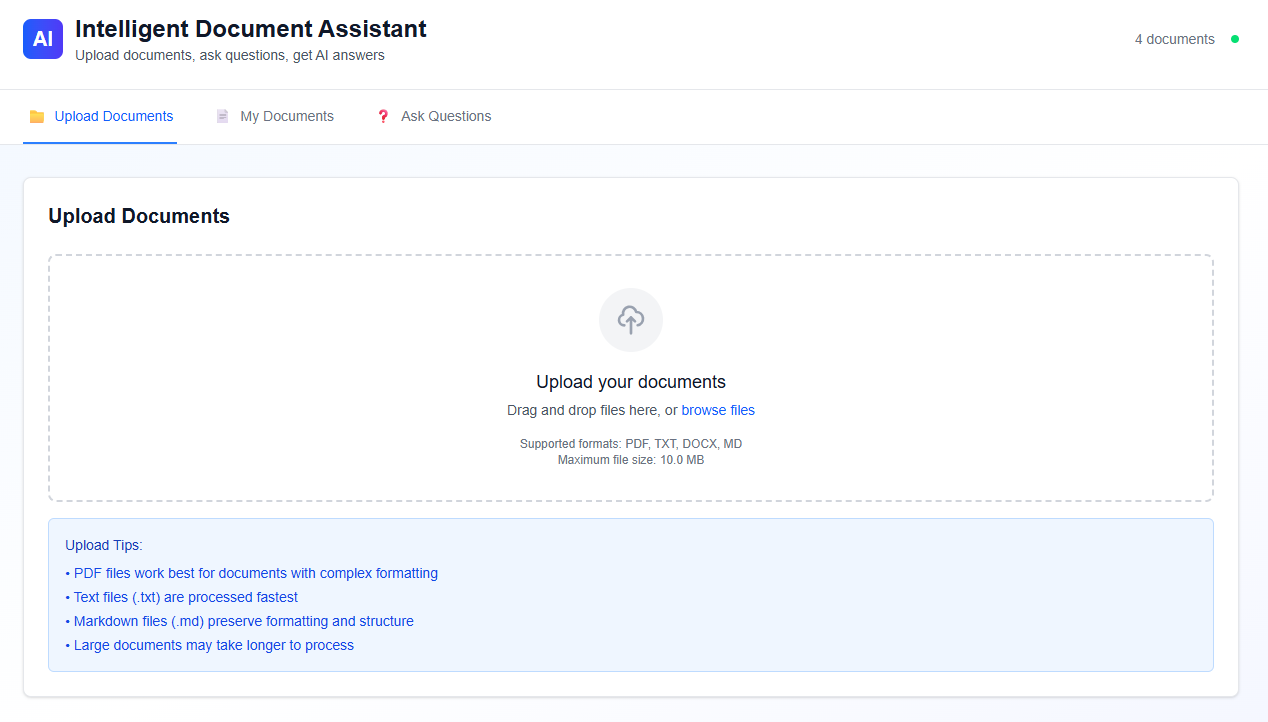 AI
Intelligent Document Assistant
Upload documents, ask questions, get AI answers
4 documents
Upload Documents
My Documents
Ask Questions
Upload Documents
Upload your documents
Drag and drop files here, or browse files
Supported formats: PDF, TXT, DOCX, MD
Maximum file size: 10.0 MB
Upload Tips:
• PDF files work best for documents with complex formatting
• Text files (.txt) are processed fastest
• Markdown files (.md) preserve formatting and structure
• Large documents may take longer to process